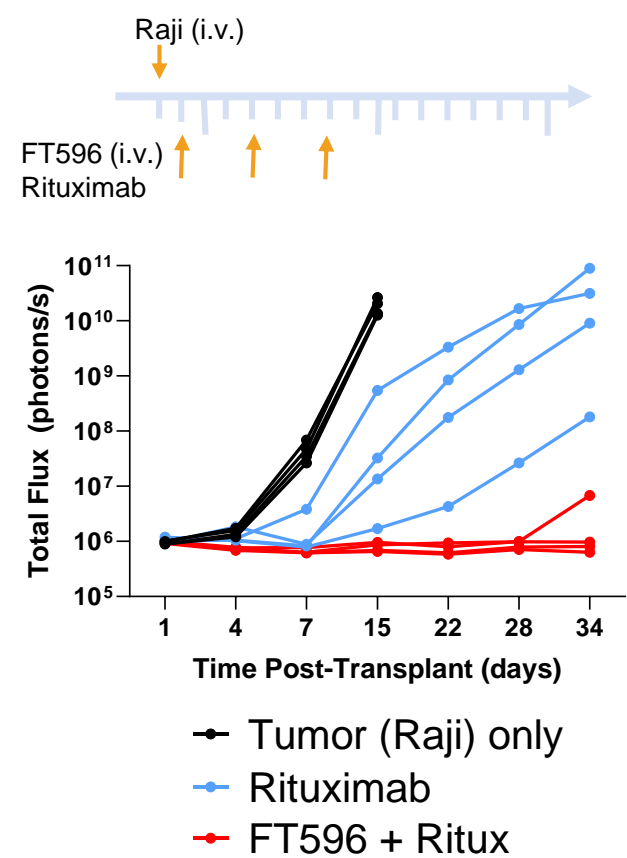 Raji (i.v.)
FT596 (i.v.)
Rituximab
Total Flux (photons/s)
10¹¹
10¹⁰
10⁹
10⁸
10⁷
10⁶
10⁵
1 4 7 15 22 28 34
Time Post-Transplant (days)
Tumor (Raji) only
Rituximab
FT596 + Ritux